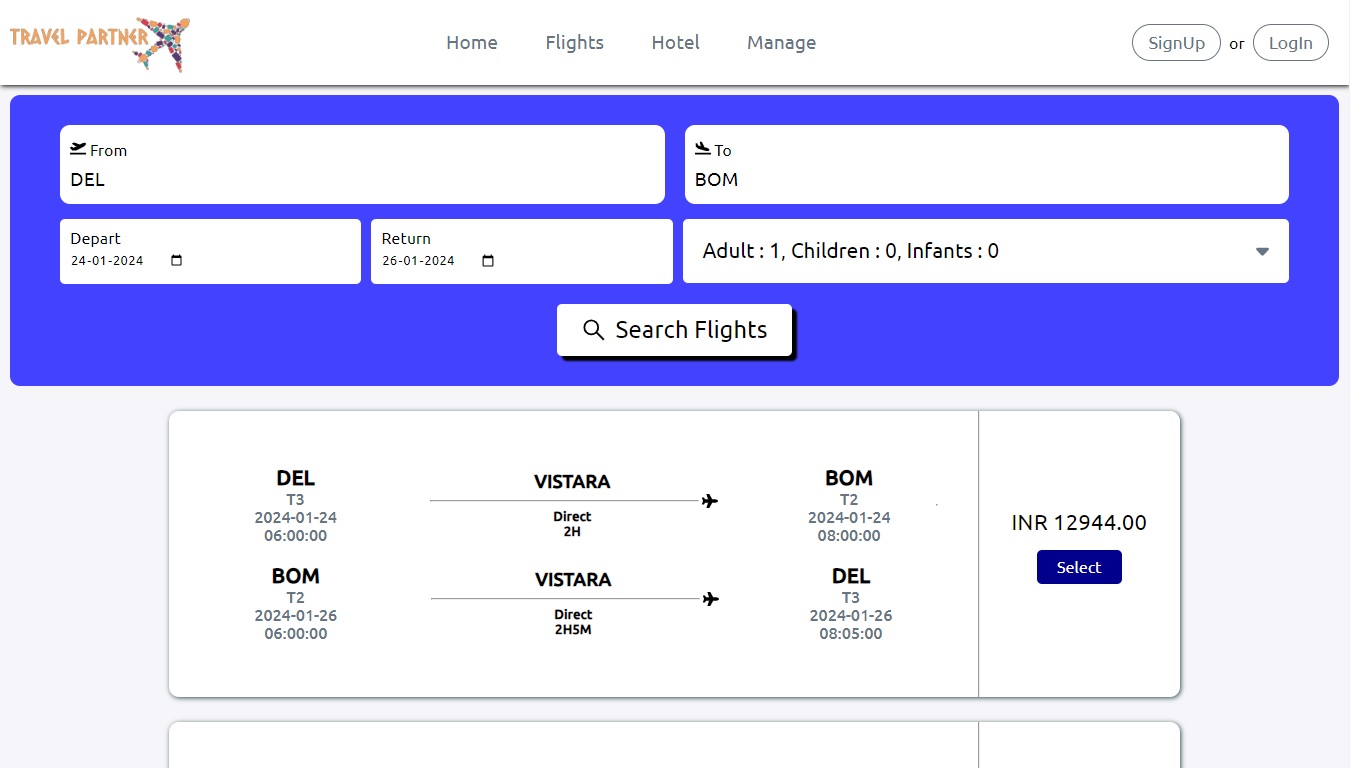 TRAVEL PARTNER
Home Flights Hotel Manage
SignUp or LogIn
From
DEL
To
BOM
Depart
24-01-2024
Return
26-01-2024
Adult : 1, Children : 0, Infants : 0
Search Flights
DEL
T3
2024-01-24
06:00:00
VISTARA
Direct
2H
BOM
T2
2024-01-24
08:00:00
BOM
T2
2024-01-26
06:00:00
VISTARA
Direct
2H5M
DEL
T3
2024-01-26
08:05:00
INR 12944.00
Select